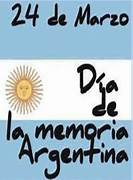 24 de Marzo
Día
de
la memoria
Argentina